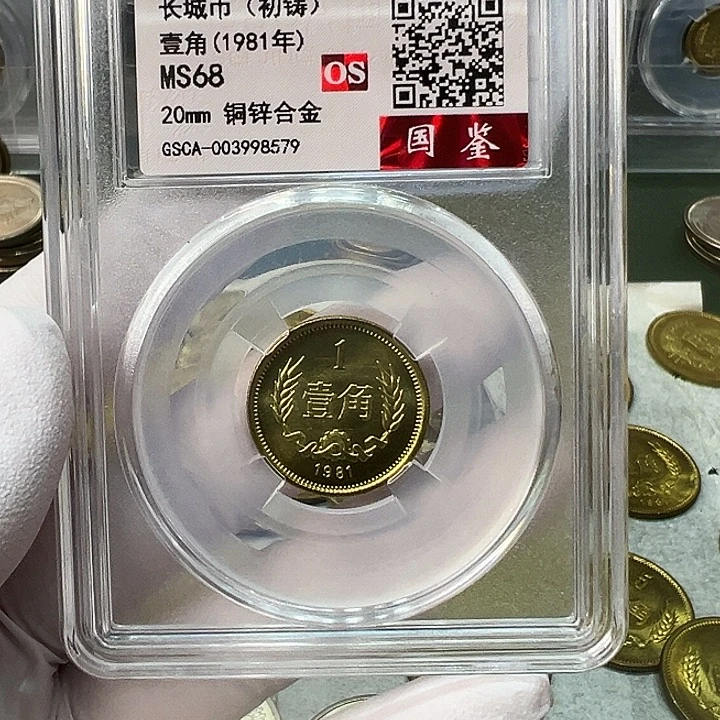 长城币（初铸）
壹角(1981年)
MS68
OS
20mm 铜锌合金
GSCA-003998579
国鉴
1
壹角
1981